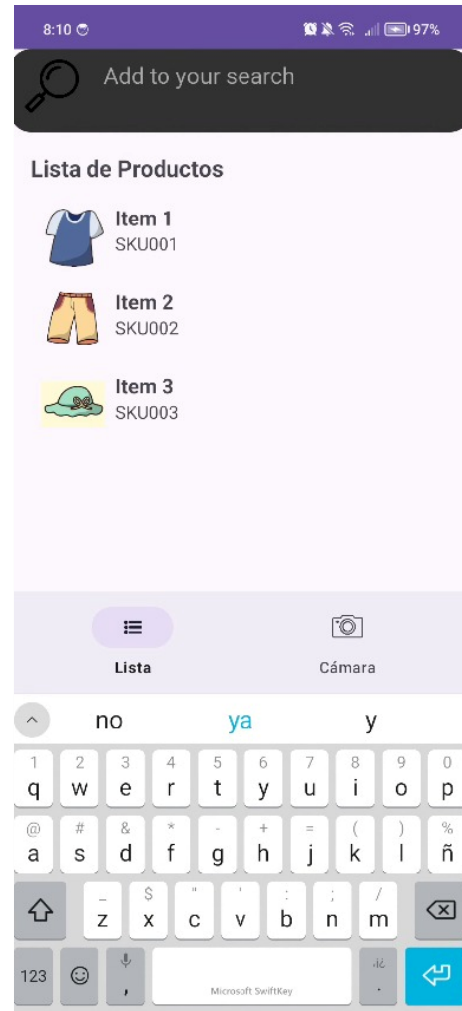 8:10 97%
Add to your search
Lista de Productos
Item 1
SKU001
Item 2
SKU002
Item 3
SKU003
Lista Cámara
no ya y
1 2 3 4 5 6 7 8 9 0
q w e r t y u i o p
@ # & * - + = ( ) %
a s d f g h j k l ñ
_ $ " ' : ; /
z x c v b n m
123 , Microsoft SwiftKey ¡¿ .